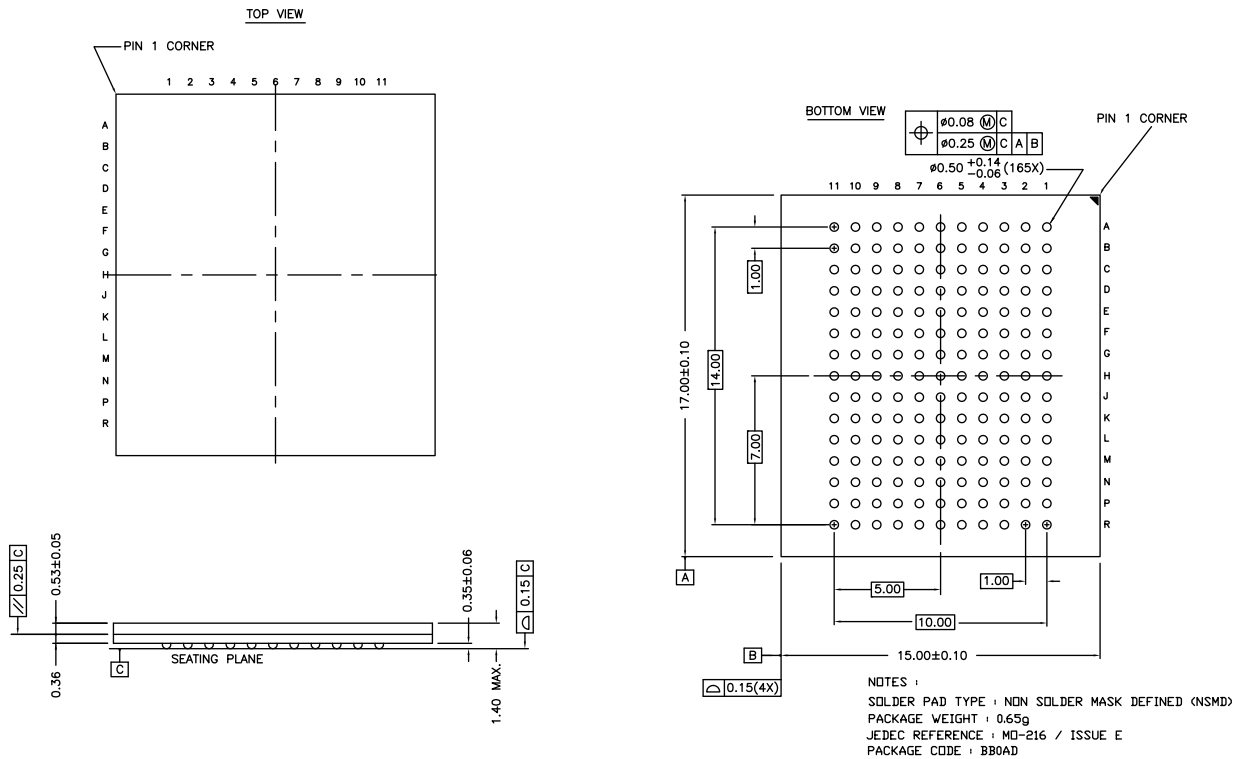 TOP VIEW
PIN 1 CORNER
1 2 3 4 5 6 7 8 9 10 11
A
B
C
D
E
F
G
H
J
K
L
M
N
P
R
BOTTOM VIEW
PIN 1 CORNER
ø0.08 Ⓜ C
ø0.25 Ⓜ C A B
ø0.50 +0.14 -0.06 (165X)
11 10 9 8 7 6 5 4 3 2 1
A
B
C
D
E
F
G
H
J
K
L
M
N
P
R
1.00
14.00
17.00±0.10
7.00
A
1.00
5.00
10.00
B
15.00±0.10
0.15(4X)
// 0.25 C
0.53±0.05
0.36
C
SEATING PLANE
0.35±0.06
0.15 C
1.40 MAX.
NOTES :
SOLDER PAD TYPE : NON SOLDER MASK DEFINED (NSMD)
PACKAGE WEIGHT : 0.65g
JEDEC REFERENCE : MO-216 / ISSUE E
PACKAGE CODE : BB0AD